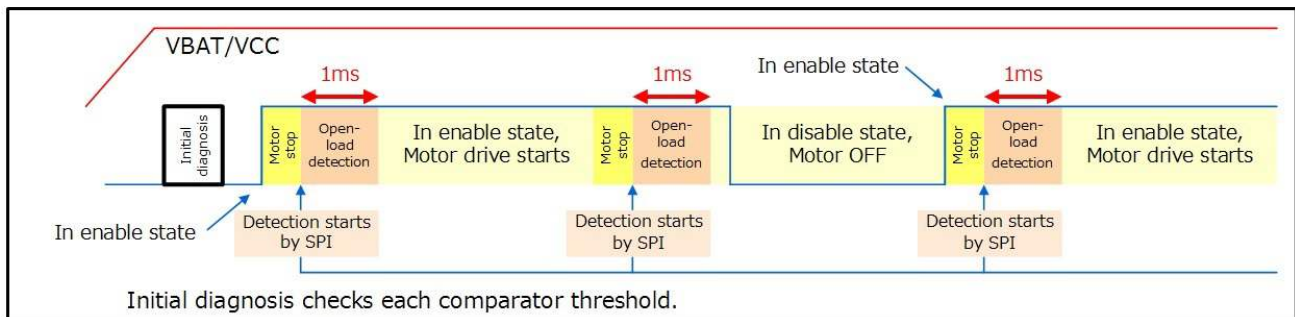 VBAT/VCC
1ms
1ms
In enable state
1ms
Initial
diagnosis
Motor
stop
Open-
load
detection
In enable state,
Motor drive starts
Motor
stop
Open-
load
detection
In disable state,
Motor OFF
Motor
stop
Open-
load
detection
In enable state,
Motor drive starts
In enable state
Detection starts
by SPI
Detection starts
by SPI
Detection starts
by SPI
Initial diagnosis checks each comparator threshold.